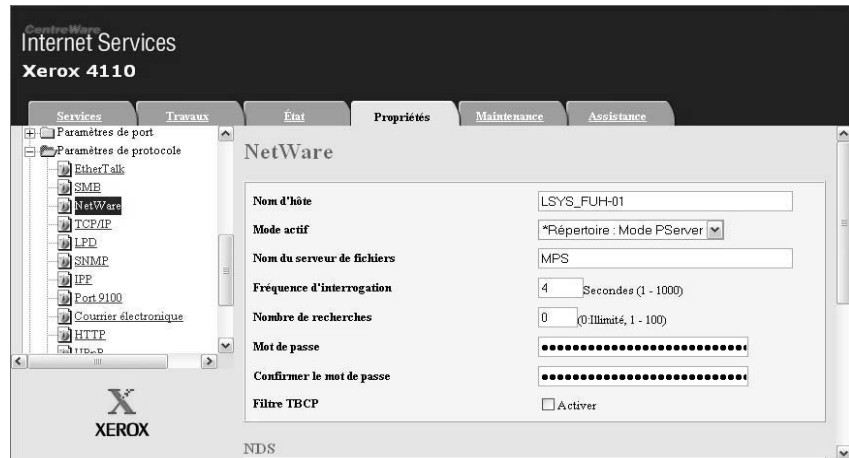 CentreWare
Internet Services
Xerox 4110
Services Travaux État Propriétés Maintenance Assistance
Paramètres de port
Paramètres de protocole
EtherTalk
SMB
NetWare
TCP/IP
LPD
SNMP
IPP
Port 9100
Courrier électronique
HTTP
UPnP
XEROX
NetWare
Nom d'hôte LSYS_FUH-01
Mode actif *Répertoire : Mode PServer
Nom du serveur de fichiers MPS
Fréquence d'interrogation 4 Secondes (1 - 1000)
Nombre de recherches 0 (0:Illimité, 1 - 100)
Mot de passe
Confirmer le mot de passe
Filtre TBCP Activer
NDS